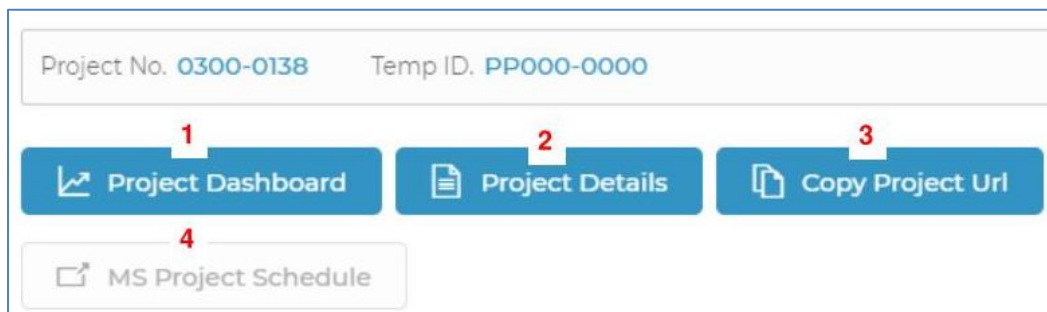 Project No. 0300-0138 Temp ID. PP000-0000
1 2 3
Project Dashboard Project Details Copy Project Url
4
MS Project Schedule